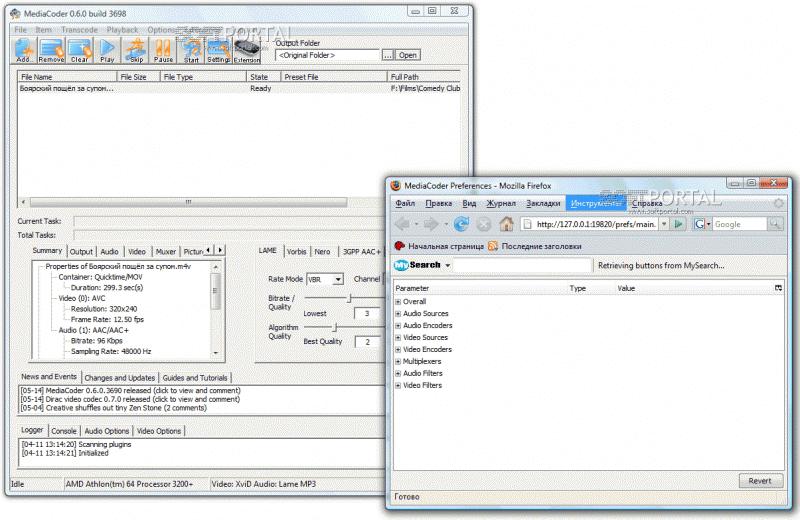 MediaCoder 0.6.0 build 3698
File Item Transcode Playback Options
SOFTPORTAL
www.softportal.com
Add... Remove Clear Play Skip Pause Start Settings Extension
Output Folder
<Original Folder> ... Open
File Name File Size File Type State Preset File Full Path
Боярский пощёл за супом... Ready F:\Films\Comedy Club
Current Task:
Total Tasks:
Summary Output Audio Video Muxer Pictur
Properties of Боярский пощёл за супом.m4v
Container: Quicktime/MOV
Duration: 299.3 sec(s)
Video (0): AVC
Resolution: 320x240
Frame Rate: 12.50 fps
Audio (1): AAC/AAC+
Bitrate: 96 Kbps
Sampling Rate: 48000 Hz
LAME Vorbis Nero 3GPP AAC+
Rate Mode VBR Channel
Bitrate / Quality
Lowest 3
Algorithm Quality
Best Quality 2
News and Events Changes and Updates Guides and Tutorials
[05-14] MediaCoder 0.6.0.3690 released (click to view and comment)
[05-14] Dirac video codec 0.7.0 released (click to view and comment)
[05-04] Creative shuffles out tiny Zen Stone (2 comments)
Logger Console Audio Options Video Options
[04-11 13:14:20] Scanning plugins
[04-11 13:14:21] Initialized
Idle AMD Athlon(tm) 64 Processor 3200+ Video: XviD Audio: Lame MP3
MediaCoder Preferences - Mozilla Firefox
SOFTPORTAL
www.softportal.com
Файл Правка Вид Журнал Закладки Инструменты Справка
http://127.0.0.1:19820/prefs/main. Google
Начальная страница Последние заголовки
My Search Retrieving buttons from MySearch...
Parameter Type Value
Overall
Audio Sources
Audio Encoders
Video Sources
Video Encoders
Multiplexers
Audio Filters
Video Filters
Revert
Готово